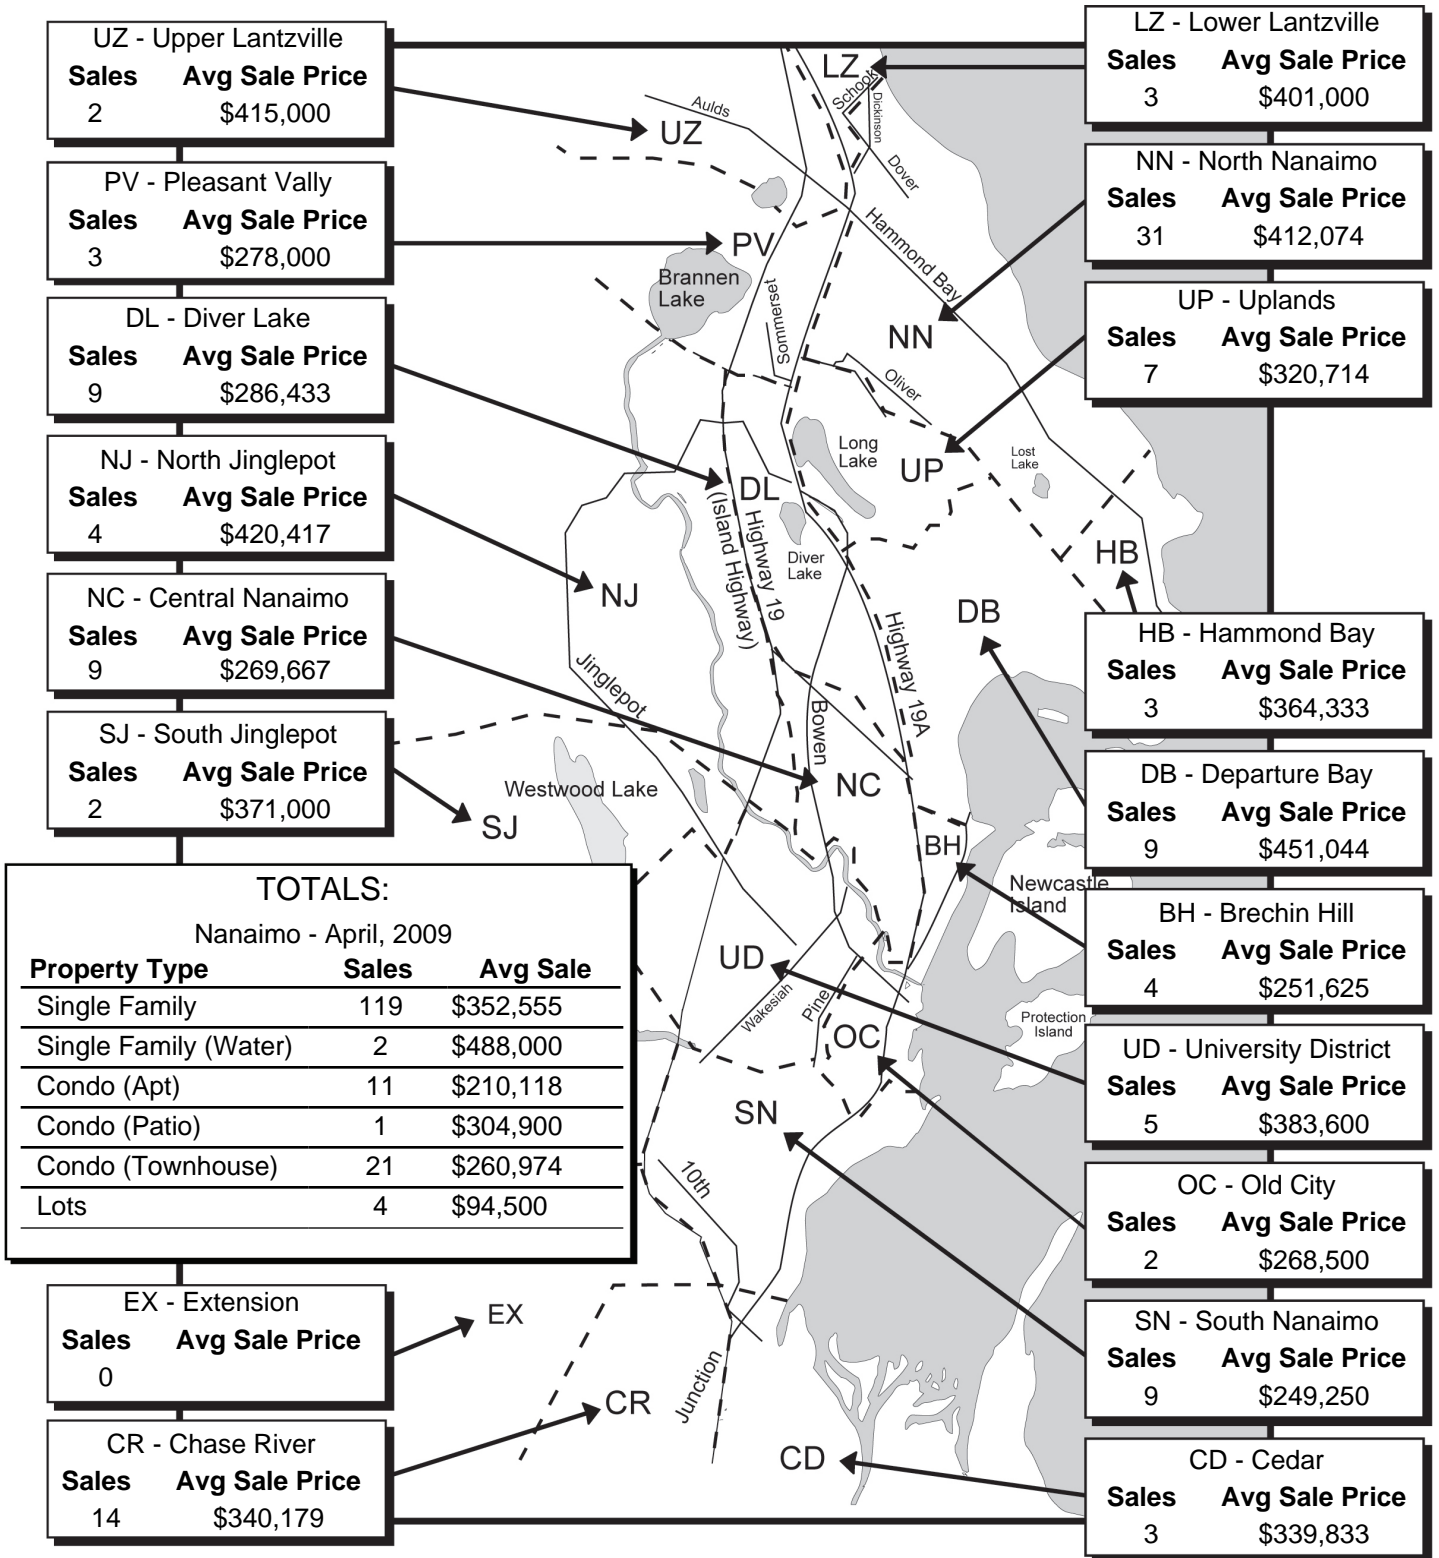 UZ - Upper Lantzville
Sales Avg Sale Price
2 $415,000
PV - Pleasant Vally
Sales Avg Sale Price
3 $278,000
DL - Diver Lake
Sales Avg Sale Price
9 $286,433
NJ - North Jinglepot
Sales Avg Sale Price
4 $420,417
NC - Central Nanaimo
Sales Avg Sale Price
9 $269,667
SJ - South Jinglepot
Sales Avg Sale Price
2 $371,000
TOTALS:
Nanaimo - April, 2009
Property Type Sales Avg Sale
Single Family 119 $352,555
Single Family (Water) 2 $488,000
Condo (Apt) 11 $210,118
Condo (Patio) 1 $304,900
Condo (Townhouse) 21 $260,974
Lots 4 $94,500
EX - Extension
Sales Avg Sale Price
0
CR - Chase River
Sales Avg Sale Price
14 $340,179
LZ
Schook
Dickinson
Dover
Aulds
UZ
Hammond Bay
PV
Brannen
Lake
Sommerset
NN
Oliver
Long
Lake
UP
Lost
Lake
DL
Highway 19
(Island Highway)
Diver
Lake
HB
NJ
DB
Jinglepot
Highway 19A
Bowen
Westwood Lake
NC
SJ
BH
Newcastle
Island
UD
Wakesiah
Pine
OC
Protection
Island
SN
10th
EX
CR
Junction
CD
LZ - Lower Lantzville
Sales Avg Sale Price
3 $401,000
NN - North Nanaimo
Sales Avg Sale Price
31 $412,074
UP - Uplands
Sales Avg Sale Price
7 $320,714
HB - Hammond Bay
Sales Avg Sale Price
3 $364,333
DB - Departure Bay
Sales Avg Sale Price
9 $451,044
BH - Brechin Hill
Sales Avg Sale Price
4 $251,625
UD - University District
Sales Avg Sale Price
5 $383,600
OC - Old City
Sales Avg Sale Price
2 $268,500
SN - South Nanaimo
Sales Avg Sale Price
9 $249,250
CD - Cedar
Sales Avg Sale Price
3 $339,833